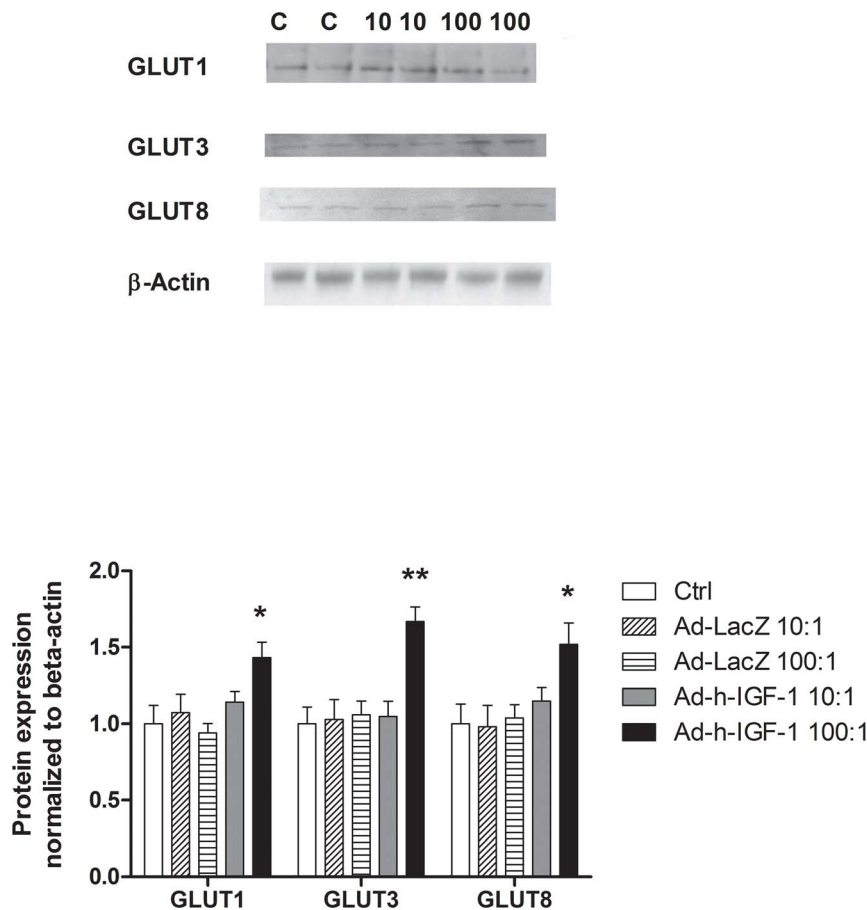 C C 10 10 100 100
GLUT1
GLUT3
GLUT8
β-Actin
Protein expression
normalized to beta-actin
2.0
1.5
1.0
0.5
0.0
*
**
*
GLUT1 GLUT3 GLUT8
Ctrl
Ad-LacZ 10:1
Ad-LacZ 100:1
Ad-h-IGF-1 10:1
Ad-h-IGF-1 100:1